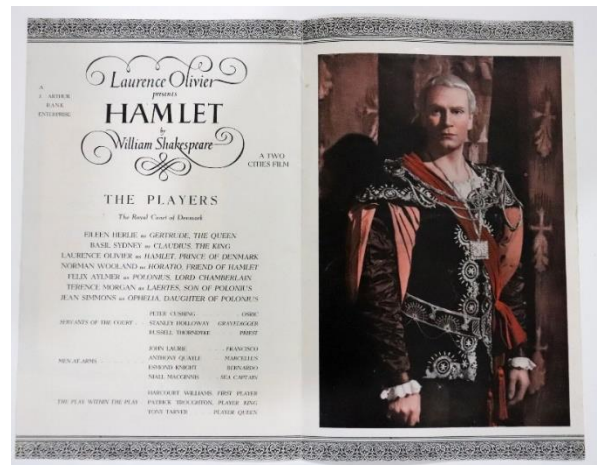 Laurence Olivier
presents
HAMLET
by
William Shakespeare
A
J. ARTHUR
RANK
ENTERPRISE
A TWO
CITIES FILM
THE PLAYERS
The Royal Court of Denmark
EILEEN HERLIE as GERTRUDE, THE QUEEN
BASIL SYDNEY as CLAUDIUS, THE KING
LAURENCE OLIVIER as HAMLET, PRINCE OF DENMARK
NORMAN WOOLAND as HORATIO, FRIEND OF HAMLET
FELIX AYLMER as POLONIUS, LORD CHAMBERLAIN
TERENCE MORGAN as LAERTES, SON OF POLONIUS
JEAN SIMMONS as OPHELIA, DAUGHTER OF POLONIUS
PETER CUSHING OSRIC
SERVANTS OF THE COURT STANLEY HOLLOWAY GRAVEDIGGER
RUSSELL THORNDIKE PRIEST
JOHN LAURIE FRANCISCO
MEN AT ARMS ANTHONY QUAYLE MARCELLUS
ESMOND KNIGHT BERNARDO
NIALL MACGINNIS SEA CAPTAIN
HARCOURT WILLIAMS, FIRST PLAYER
THE PLAY WITHIN THE PLAY PATRICK TROUGHTON, PLAYER KING
TONY TARVER PLAYER QUEEN